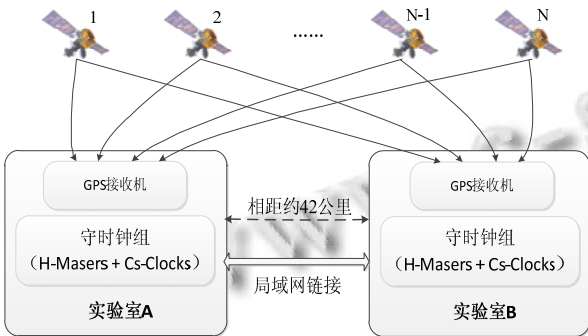 1
2
......
N-1
N
GPS接收机
守时钟组
（H-Masers + Cs-Clocks）
实验室A
相距约42公里
局域网链接
GPS接收机
守时钟组
（H-Masers + Cs-Clocks）
实验室B